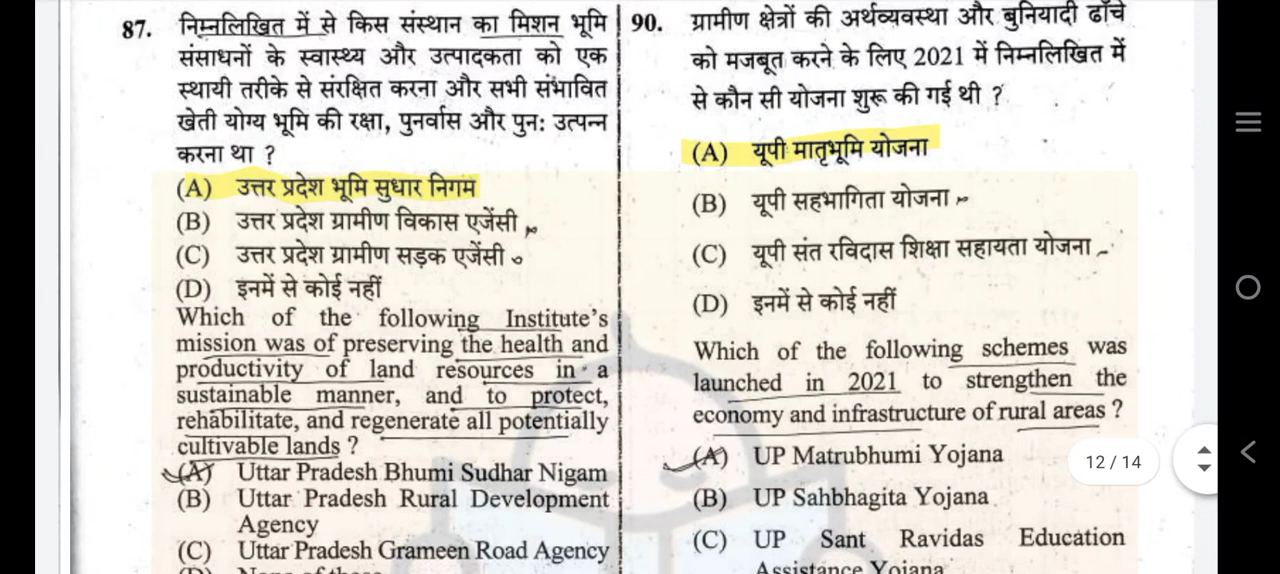 87. निम्नलिखित में से किस संस्थान का मिशन भूमि
संसाधनों के स्वास्थ्य और उत्पादकता को एक
स्थायी तरीके से संरक्षित करना और सभी संभावित
खेती योग्य भूमि की रक्षा, पुनर्वास और पुन: उत्पन्न
करना था ?
(A) उत्तर प्रदेश भूमि सुधार निगम
(B) उत्तर प्रदेश ग्रामीण विकास एजेंसी
(C) उत्तर प्रदेश ग्रामीण सड़क एजेंसी
(D) इनमें से कोई नहीं
Which of the following Institute's
mission was of preserving the health and
productivity of land resources in a
sustainable manner, and to protect,
rehabilitate, and regenerate all potentially
cultivable lands ?
(A) Uttar Pradesh Bhumi Sudhar Nigam
(B) Uttar Pradesh Rural Development
Agency
(C) Uttar Pradesh Grameen Road Agency
(D) None of these
90. ग्रामीण क्षेत्रों की अर्थव्यवस्था और बुनियादी ढाँचे
को मजबूत करने के लिए 2021 में निम्नलिखित में
से कौन सी योजना शुरू की गई थी ?
(A) यूपी मातृभूमि योजना
(B) यूपी सहभागिता योजना
(C) यूपी संत रविदास शिक्षा सहायता योजना
(D) इनमें से कोई नहीं
Which of the following schemes was
launched in 2021 to strengthen the
economy and infrastructure of rural areas ?
(A) UP Matrubhumi Yojana
(B) UP Sahbhagita Yojana
(C) UP Sant Ravidas Education
Assistance Yojana
12 / 14